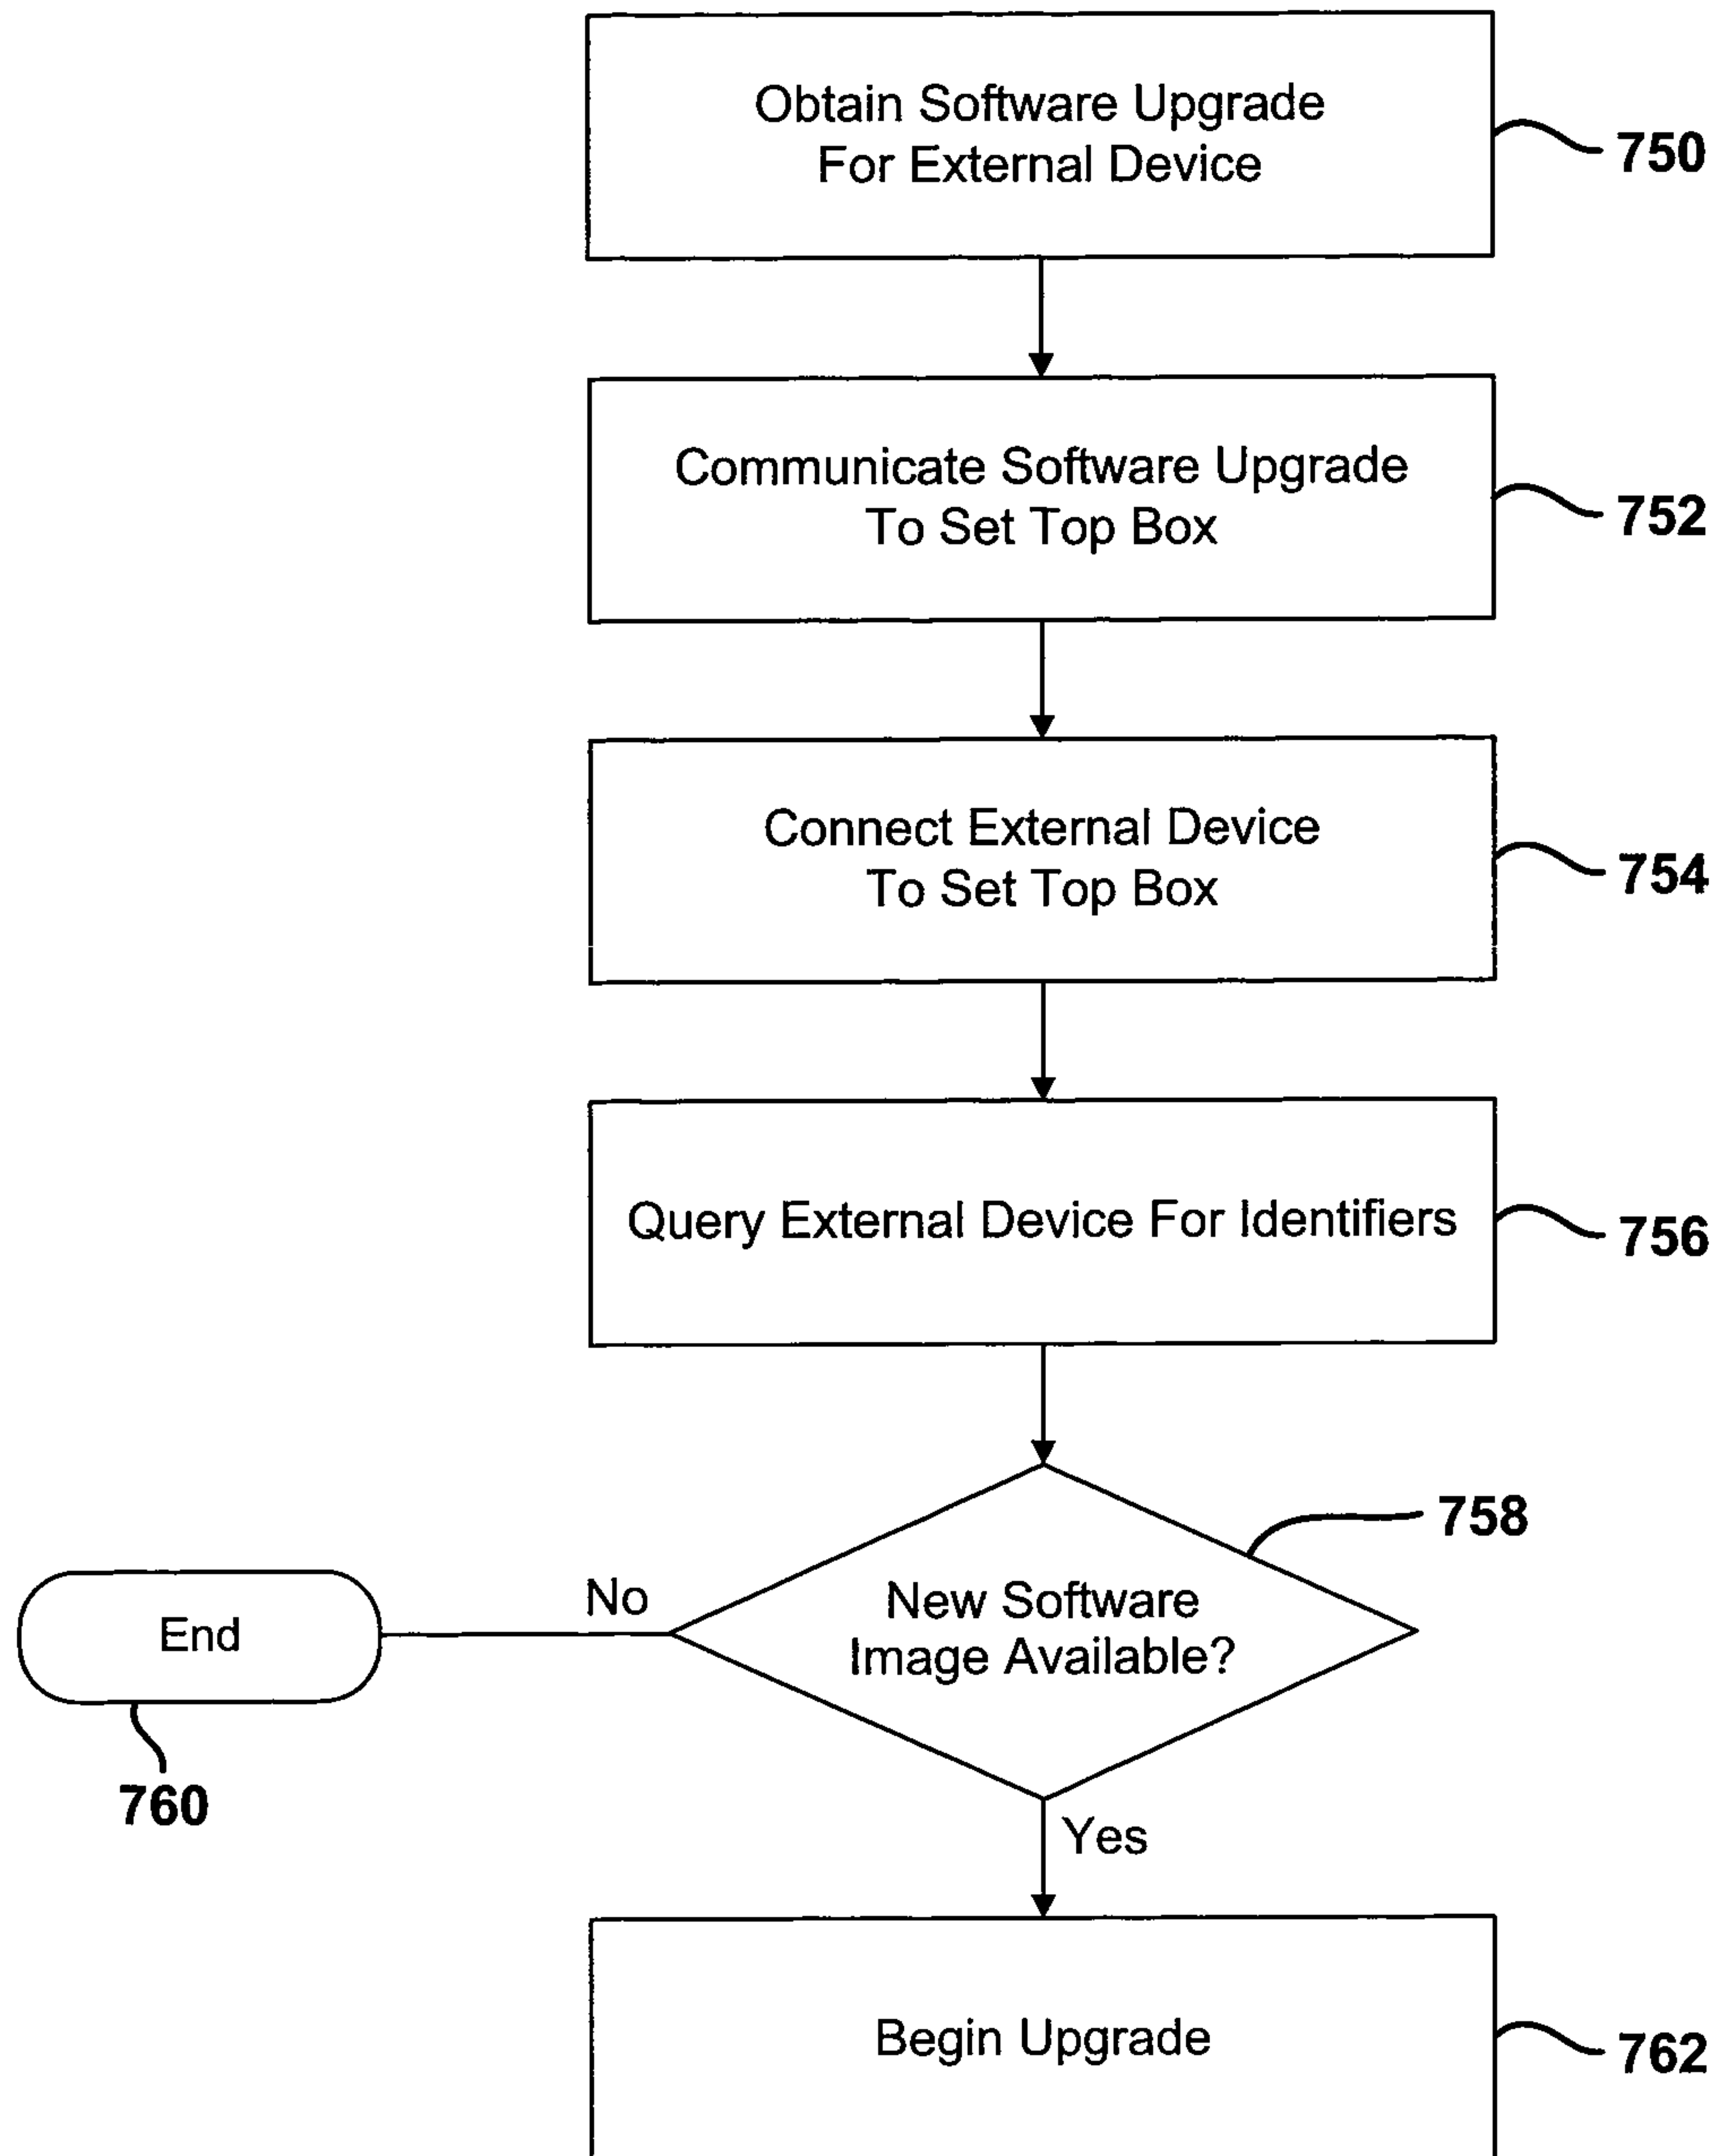 Obtain Software Upgrade
For External Device
750
Communicate Software Upgrade
To Set Top Box
752
Connect External Device
To Set Top Box
754
Query External Device For Identifiers
756
758
New Software
Image Available?
No
End
760
Yes
Begin Upgrade
762